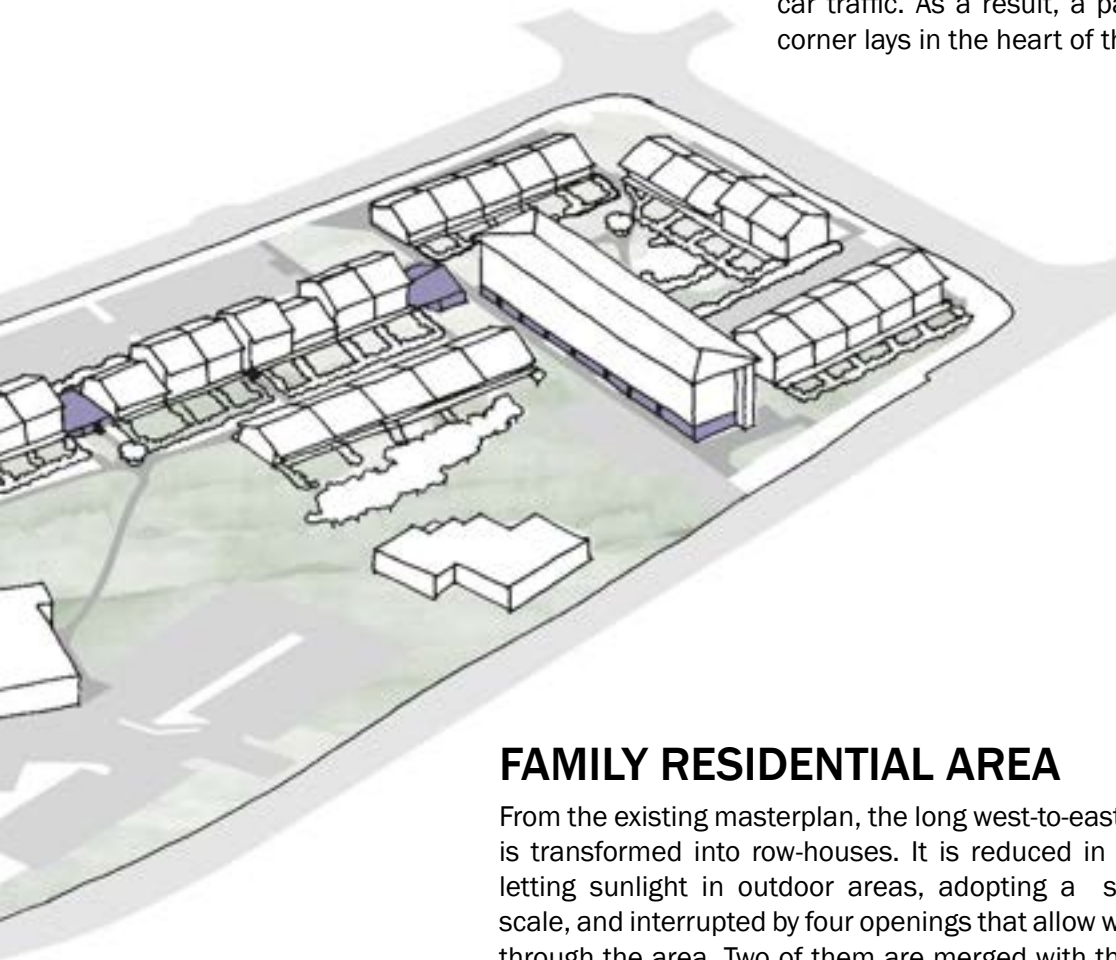 car traffic. As a result, a pa
corner lays in the heart of th
FAMILY RESIDENTIAL AREA
From the existing masterplan, the long west-to-east
is transformed into row-houses. It is reduced in
letting sunlight in outdoor areas, adopting a s
scale, and interrupted by four openings that allow w
through the area. Two of them are merged with th